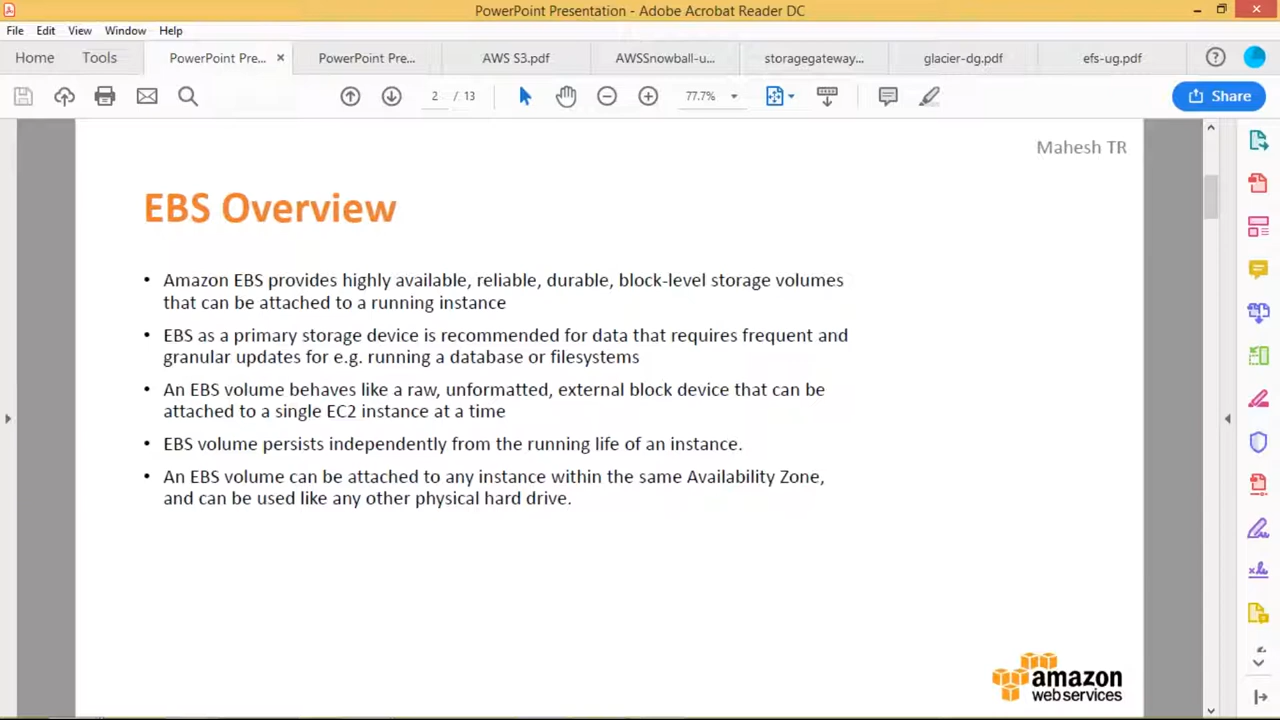 PowerPoint Presentation - Adobe Acrobat Reader DC
File Edit View Window Help
Home Tools PowerPoint Pre... × PowerPoint Pre... AWS S3.pdf AWSSnowball-u... storagegateway... glacier-dg.pdf efs-ug.pdf
2 / 13 77.7% Share
Mahesh TR
EBS Overview
• Amazon EBS provides highly available, reliable, durable, block-level storage volumes
that can be attached to a running instance
• EBS as a primary storage device is recommended for data that requires frequent and
granular updates for e.g. running a database or filesystems
• An EBS volume behaves like a raw, unformatted, external block device that can be
attached to a single EC2 instance at a time
• EBS volume persists independently from the running life of an instance.
• An EBS volume can be attached to any instance within the same Availability Zone,
and can be used like any other physical hard drive.
amazon
web services